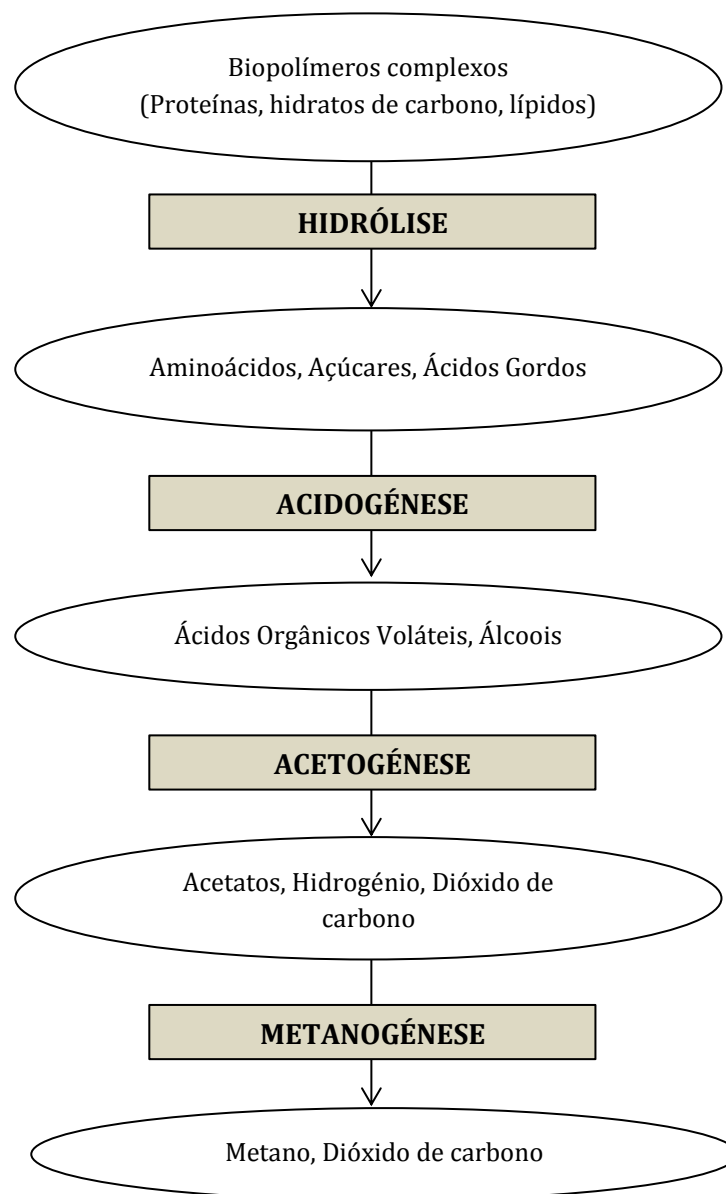 Biopolímeros complexos
(Proteínas, hidratos de carbono, lípidos)
HIDRÓLISE
Aminoácidos, Açúcares, Ácidos Gordos
ACIDOGÉNESE
Ácidos Orgânicos Voláteis, Álcoois
ACETOGÉNESE
Acetatos, Hidrogénio, Dióxido de
carbono
METANOGÉNESE
Metano, Dióxido de carbono